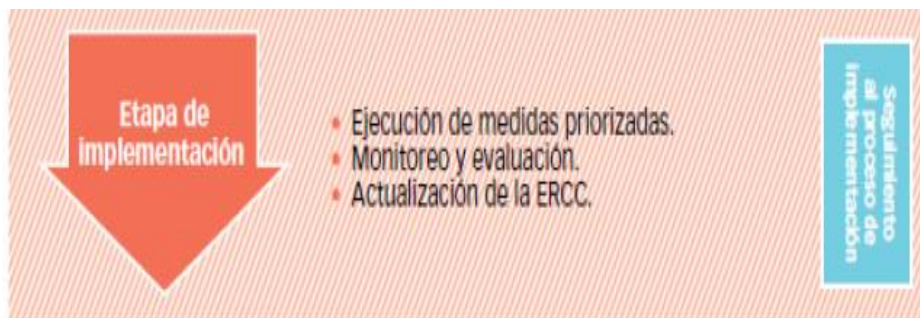 Etapa de
implementación
• Ejecución de medidas priorizadas.
• Monitoreo y evaluación.
• Actualización de la ERCC.
Seguimiento
al proceso de
implementación